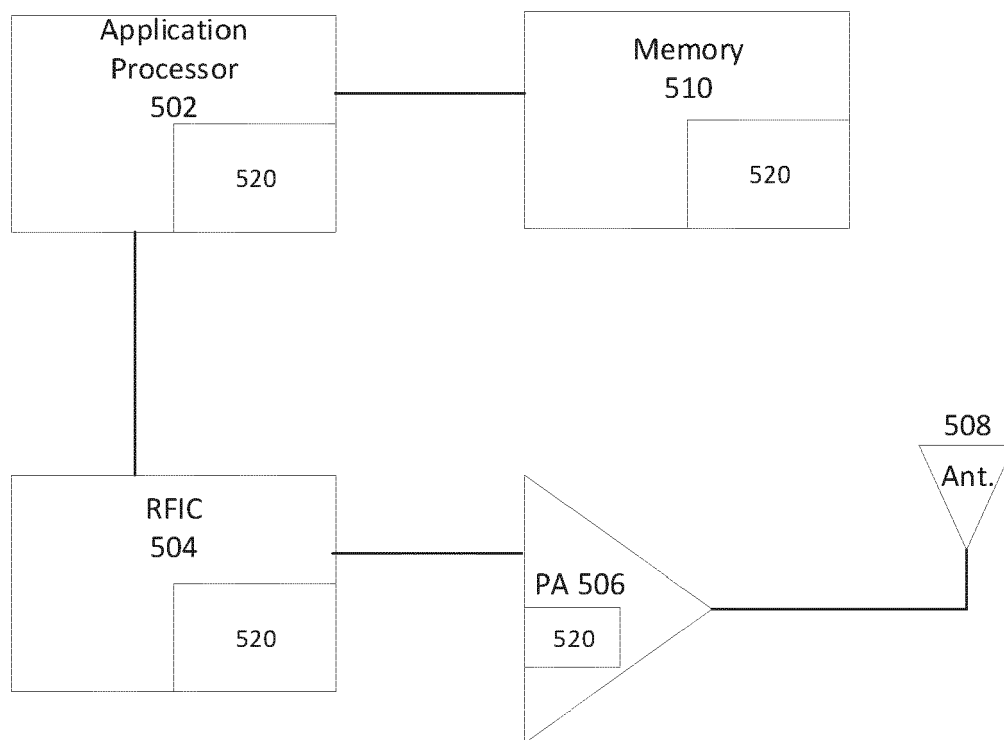 Application
Processor
502
520
Memory
510
520
RFIC
504
520
PA 506
520
508
Ant.